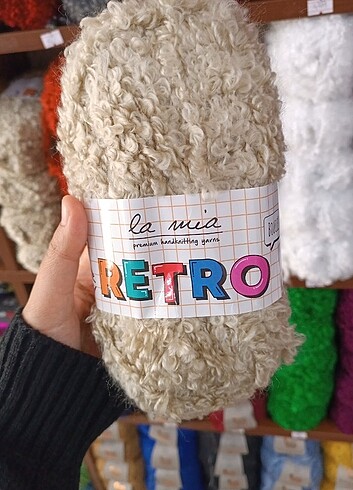 la mia
premium handknitting yarns
RETRO